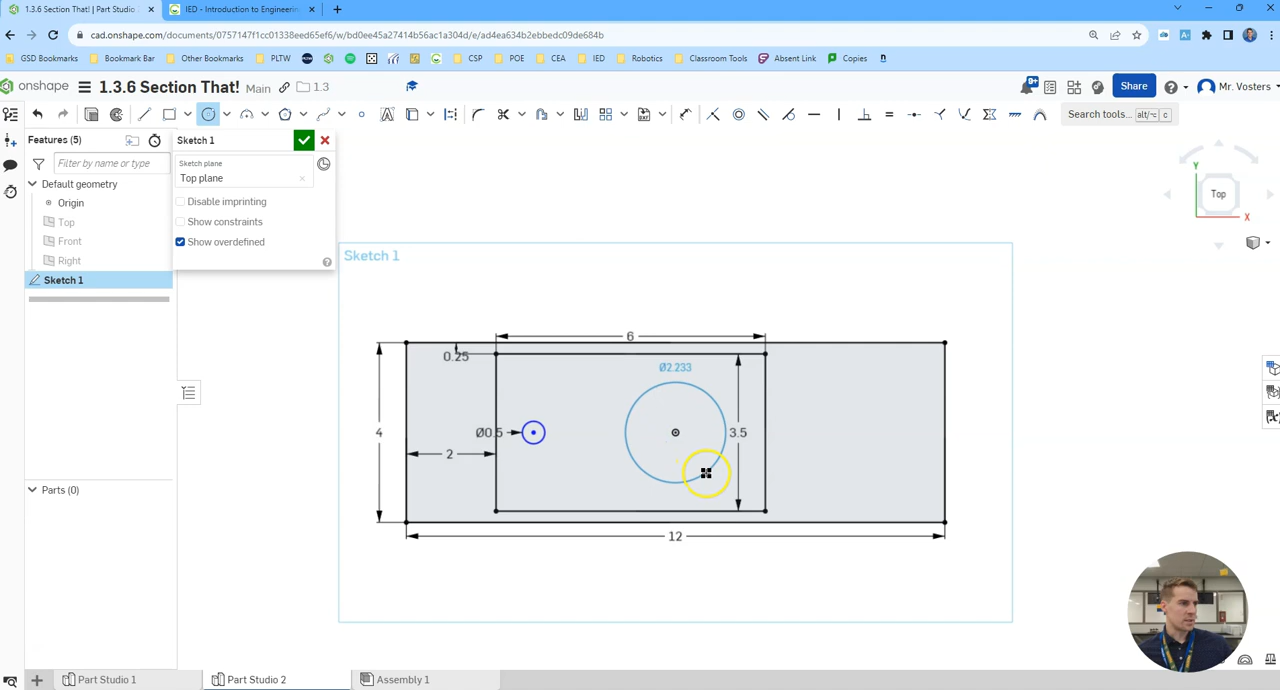 1.3.6 Section That! | Part Studio
IED - Introduction to Engineerin
cad.onshape.com/documents/0757147f1cc01338eed65ef6/w/bd0ee45a27414b56ac1a304d/e/ad4ea634b2ebbedc09de684b
GSD Bookmarks
Bookmark Bar
Other Bookmarks
PLTW
CSP
POE
CEA
IED
Robotics
Classroom Tools
Absent Link
Copies
onshape
1.3.6 Section That!
Main
1.3
9+
Share
Mr. Vosters
Search tools...
alt/⌥
c
Features (5)
Filter by name or type
Default geometry
Origin
Top
Front
Right
Sketch 1
Parts (0)
Sketch 1
Sketch plane
Top plane
Disable imprinting
Show constraints
Show overdefined
Y
Top
X
Sketch 1
6
0.25
Ø2.233
4
Ø0.5
3.5
2
12
Part Studio 1
Part Studio 2
Assembly 1